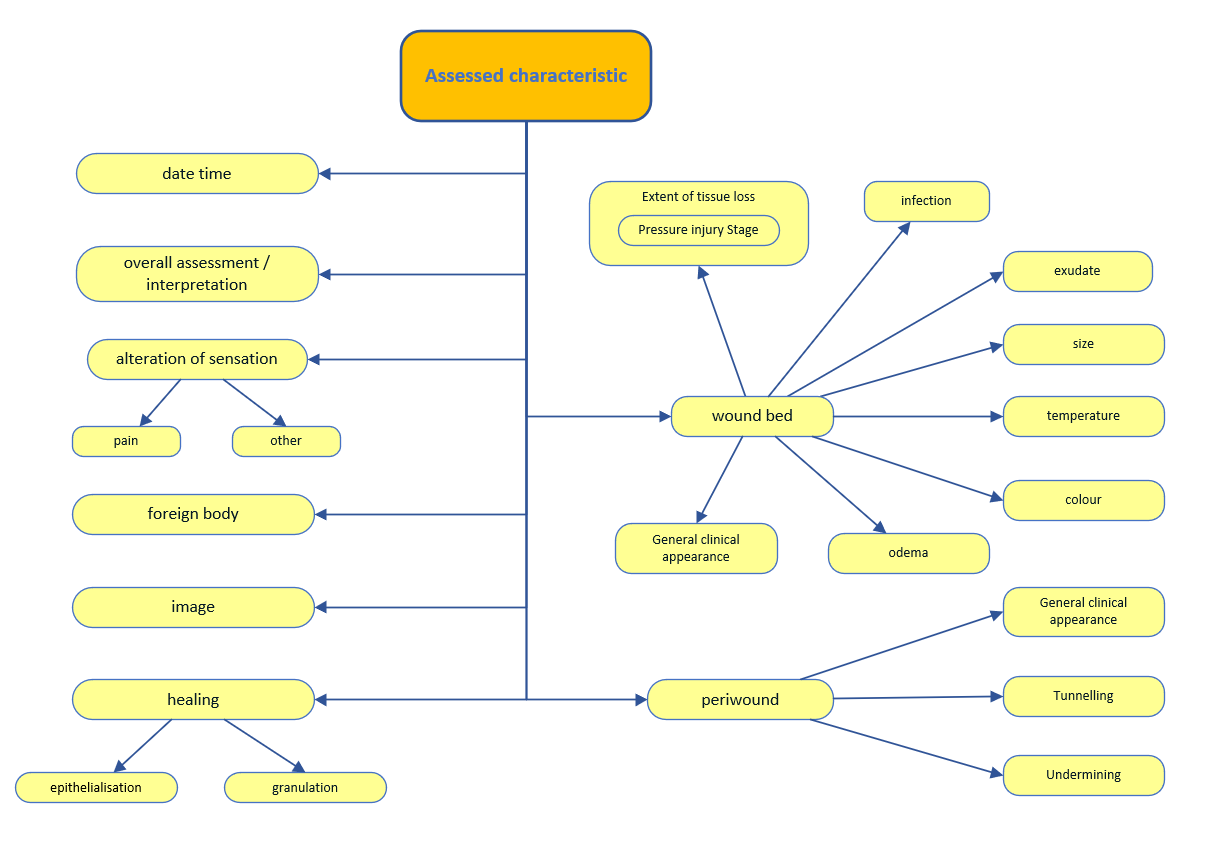 Assessed characteristic
date time
overall assessment /
interpretation
alteration of sensation
pain
other
foreign body
image
healing
epithelialisation
granulation
Extent of tissue loss
Pressure injury Stage
infection
exudate
size
wound bed
temperature
colour
General clinical
appearance
odema
periwound
General clinical
appearance
Tunnelling
Undermining